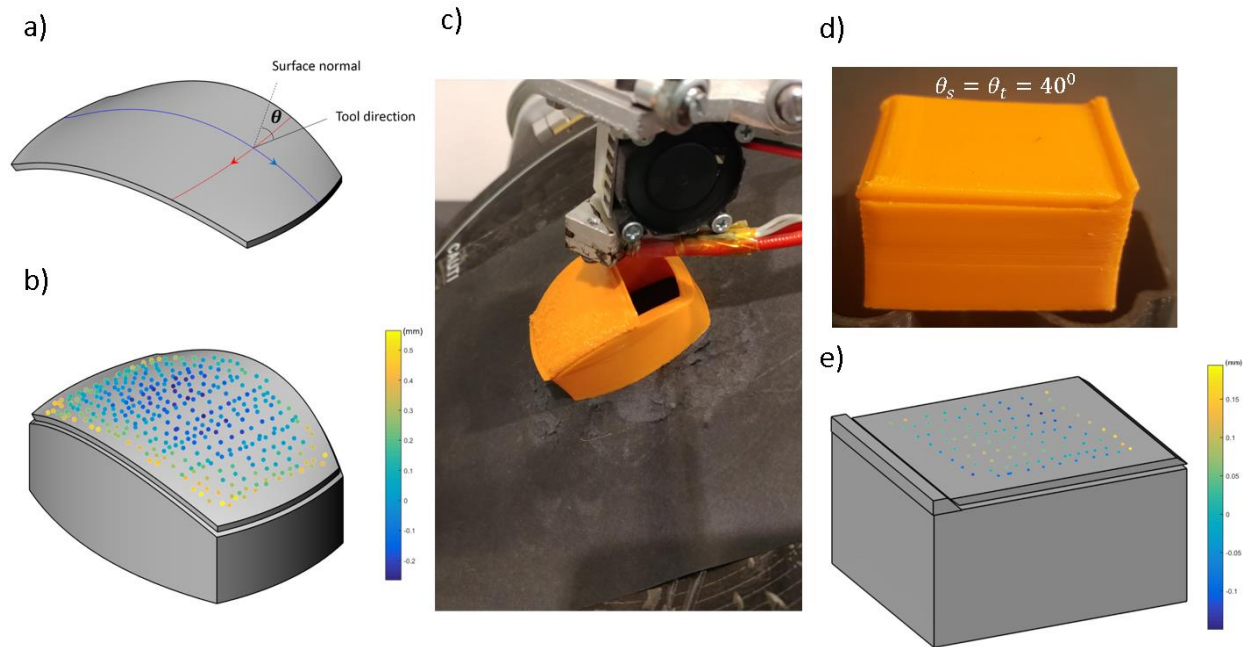 a)
Surface normal
θ
Tool direction
b)
(mm)
0.5
0.4
0.3
0.2
0.1
0
-0.1
-0.2
c)
CAUTI
d)
θs = θt = 40⁰
e)
(mm)
0.15
0.1
0.05
0
-0.05
-0.1